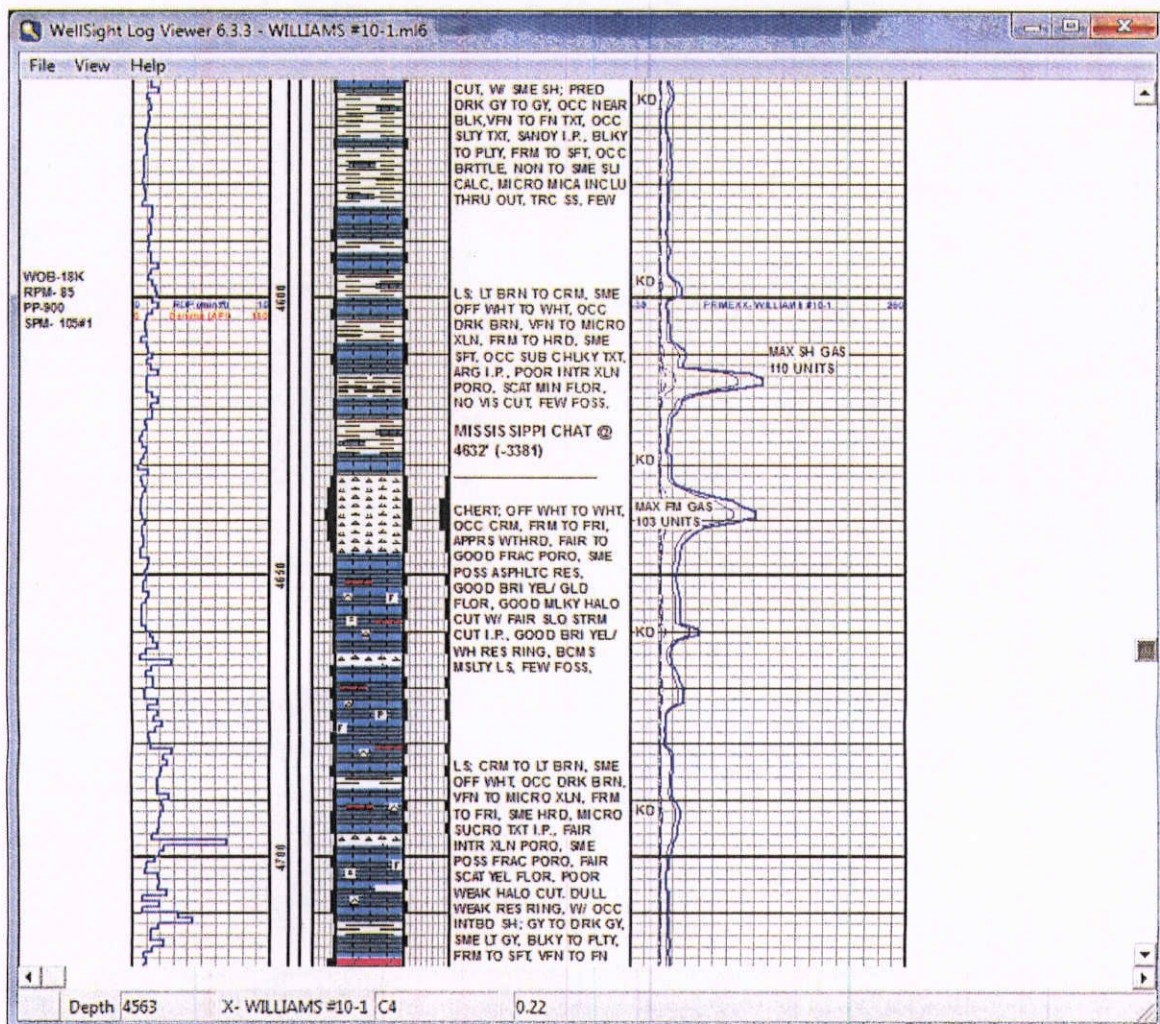 WellSight Log Viewer 6.3.3 - WILLIAMS #10-1.ml6
File View Help
CUT, W/ SME SH; PRED
DRK GY TO GY, OCC NEAR
BLK,VFN TO FN TXT, OCC
SLTY TXT, SANDY I.P., BLKY
TO PLTY, FRM TO SFT, OCC
BRTTLE, NON TO SME SLI
CALC, MICRO MICA INCLU
THRU OUT, TRC SS, FEW
KD
WOB-18K
RPM- 85
PP-900
SPM- 105#1
ROP (min/ft)
Gamma (API)
4600
LS; LT BRN TO CRM, SME
OFF WHT TO WHT, OCC
DRK BRN, VFN TO MICRO
XLN, FRM TO HRD, SME
SFT, OCC SUB CHLKY TXT,
ARG I.P., POOR INTR XLN
PORO, SCAT MIN FLOR,
NO VIS CUT, FEW FOSS,
KD
50 PRIMEXX- WILLIAMS #10-1
MAX SH GAS
110 UNITS
MISSISSIPPI CHAT @
4632' (-3381)
KD
CHERT; OFF WHT TO WHT,
OCC CRM, FRM TO FRI,
APPRS WTHRD, FAIR TO
GOOD FRAC PORO, SME
POSS ASPHLTC RES,
GOOD BRI YEL/ GLD
FLOR, GOOD MLKY HALO
CUT W/ FAIR SLO STRM
CUT I.P., GOOD BRI YEL/
WH RES RING, BCMS
MSLTY LS, FEW FOSS,
MAX FM GAS
103 UNITS
4650
KD
LS; CRM TO LT BRN, SME
OFF WHT, OCC DRK BRN,
VFN TO MICRO XLN, FRM
TO FRI, SME HRD, MICRO
SUCRO TXT I.P., FAIR
INTR XLN PORO, SME
POSS FRAC PORO, FAIR
SCAT YEL FLOR, POOR
WEAK HALO CUT, DULL
WEAK RES RING, W/ OCC
INTBD SH; GY TO DRK GY,
SME LT GY, BLKY TO PLTY,
FRM TO SFT, VFN TO FN
KD
4700
Depth 4563 X- WILLIAMS #10-1 C4 0.22